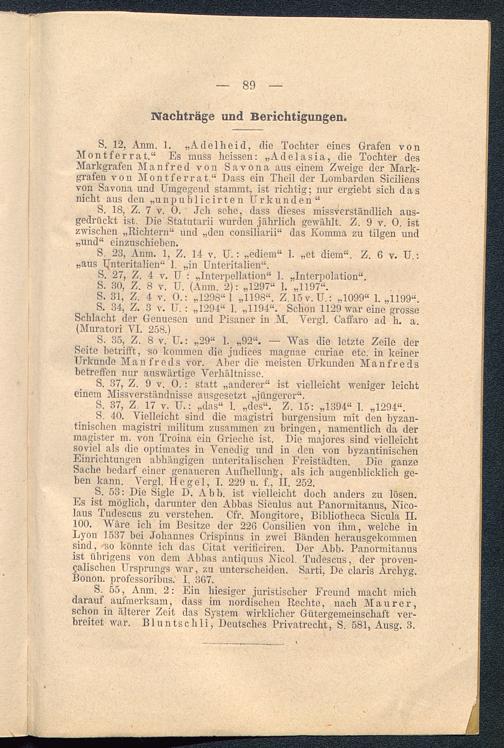 — 89 —
Nachträge und Berichtigungen.
S. 12, Anm. 1. „Adelheid, die Tochter eines Grafen von
Montferrat.“ Es muss heissen: „Adelasia, die Tochter des
Markgrafen Manfred von Savona aus einem Zweige der Mark-
grafen von Montferrat.“ Dass ein Theil der Lombarden Siciliens
von Savona und Umgegend stammt, ist richtig; nur ergiebt sich das
nicht aus den „unpublicirten Urkunden“
S. 18, Z. 7 v. O. Jch sehe, dass dieses missverständlich aus-
gedrückt ist. Die Statutarii wurden jährlich gewählt. Z. 9 v. O. ist
zwischen „Richtern“ und „den consiliarii“ das Komma zu tilgen und
„und“ einzuschieben.
S. 23, Anm. 1, Z. 14 v. U.: „ediem“ l. „et diem“. Z. 6 v. U.:
„aus Unteritalien“ l. „in Unteritalien“.
S. 27, Z. 4 v. U : „Interpellation“ l. „Interpolation“.
S. 30, Z. 8 v. U. (Anm. 2): „1297“ l. „1197“.
S. 31, Z. 4 v. O.: „1298“ l „1198“. Z. 15 v. U.: „1099“ l. „1199“.
S. 34, Z. 3 v. U.: „1294“ l. „1194“. Schon 1129 war eine grosse
Schlacht der Genuesen und Pisaner in M. Vergl. Caffaro ad h. a.
(Muratori VI. 258.)
S. 35, Z. 8 v. U.: „29“ l. „92“. — Was die letzte Zeile der
Seite betrifft, so kommen die judices magnae curiae etc. in keiner
Urkunde Manfreds vor. Aber die meisten Urkunden Manfreds
betreffen nur auswärtige Verhältnisse.
S. 37, Z. 9 v. O.: statt „anderer“ ist vielleicht weniger leicht
einem Missverständnisse ausgesetzt „jüngerer“.
S. 37, Z 17 v. U.: „das“ l. „des“. Z. 15: „1394“ l. „1294“.
S. 40. Vielleicht sind die magistri burgensium mit den byzan-
tinischen magistri militum zusammen zu bringen, namentlich da der
magister m. von Troina ein Grieche ist. Die majores sind vielleicht
soviel als die optimates in Venedig und in den von byzantinischen
Einrichtungen abhängigen unteritalischen Freistädten. Die ganze
Sache bedarf einer genaueren Aufhellung, als ich augenblicklich ge-
ben kann. Vergl. Hegel, I. 229 u. f., II. 252.
S. 53: Die Sigle D. Abb. ist vielleicht doch anders zu lösen.
Es ist möglich, darunter den Abbas Siculus aut Panormitanus, Nico-
laus Tudescus zu verstehen. Cfr. Mongitore, Bibliotheca Sicula II.
100. Wäre ich im Besitze der 226 Consilien von ihm, welche in
Lyon 1537 bei Johannes Crispinus in zwei Bänden herausgekommen
sind, so könnte ich das Citat verificiren. Der Abb. Panormitanus
ist übrigens von dem Abbas antiquus Nicol. Tudescus, der proven-
çalischen Ursprungs war, zu unterscheiden. Sarti, De claris Archyg.
Bonon. professoribus. I. 367.
S. 55, Anm. 2: Ein hiesiger juristischer Freund macht mich
darauf aufmerksam, dass im nordischen Rechte, nach Maurer,
schon in älterer Zeit das System wirklicher Gütergemeinschaft ver-
breitet war. Bluntschli, Deutsches Privatrecht, S. 581, Ausg. 3.